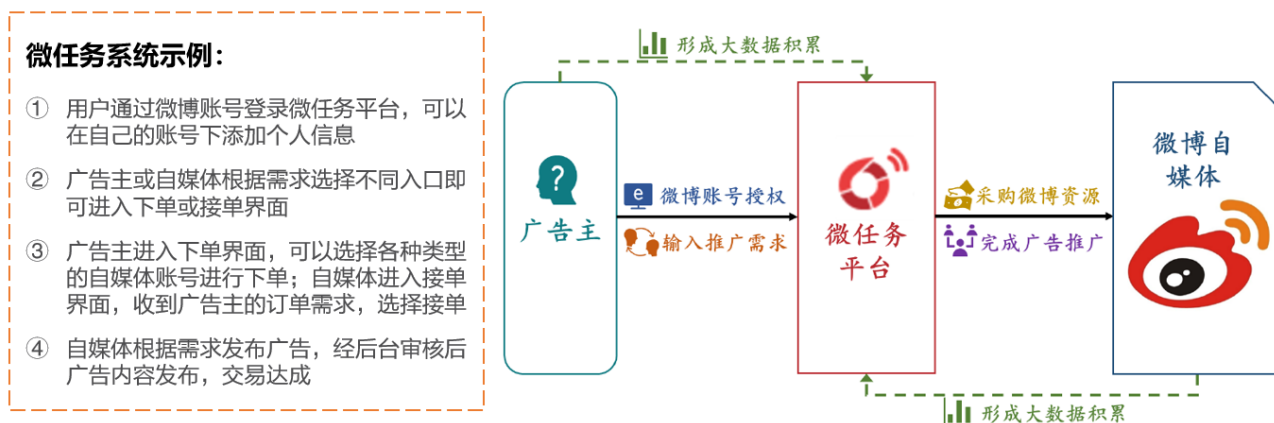 微任务系统示例：
① 用户通过微博账号登录微任务平台，可以
在自己的账号下添加个人信息
② 广告主或自媒体根据需求选择不同入口即
可进入下单或接单界面
③ 广告主进入下单界面，可以选择各种类型
的自媒体账号进行下单；自媒体进入接单
界面，收到广告主的订单需求，选择接单
④ 自媒体根据需求发布广告，经后台审核后
广告内容发布，交易达成
形成大数据积累
?
广告主
e 微博账号授权
输入推广需求
微任务
平台
采购微博资源
完成广告推广
微博自
媒体
形成大数据积累